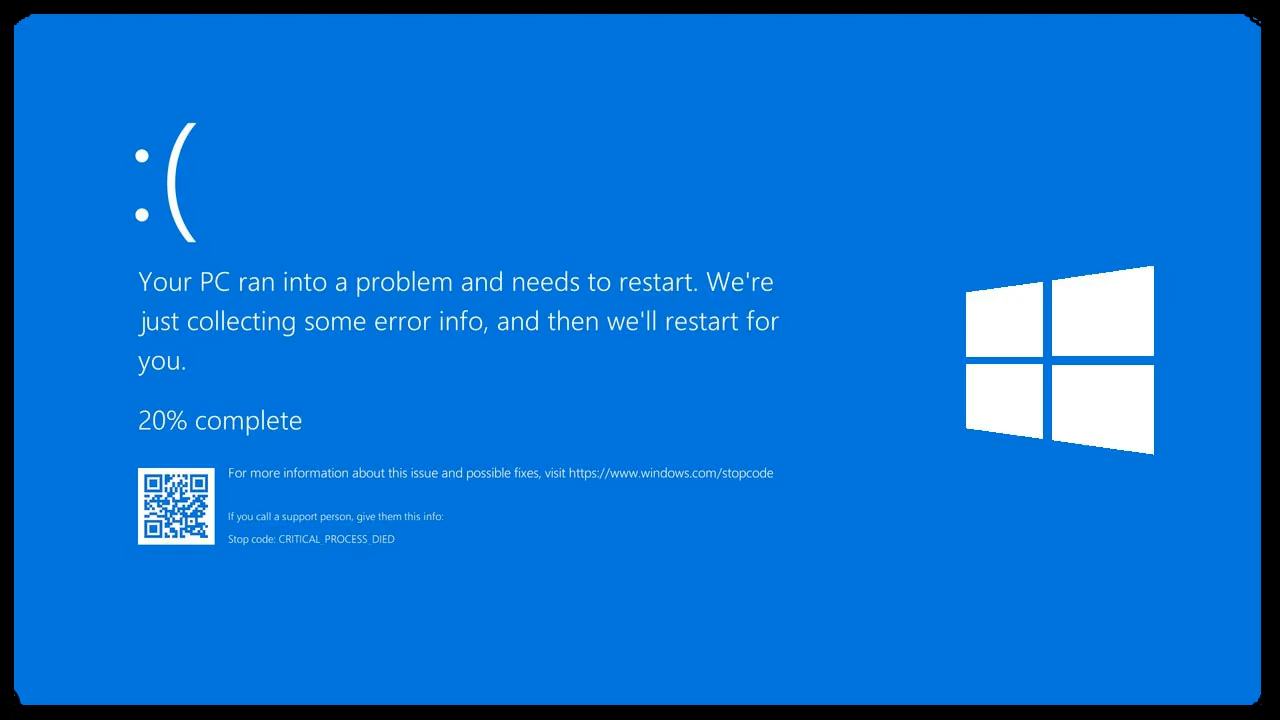 :(
Your PC ran into a problem and needs to restart. We're
just collecting some error info, and then we'll restart for
you.
20% complete
For more information about this issue and possible fixes, visit https://www.windows.com/stopcode
If you call a support person, give them this info:
Stop code: CRITICAL_PROCESS_DIED